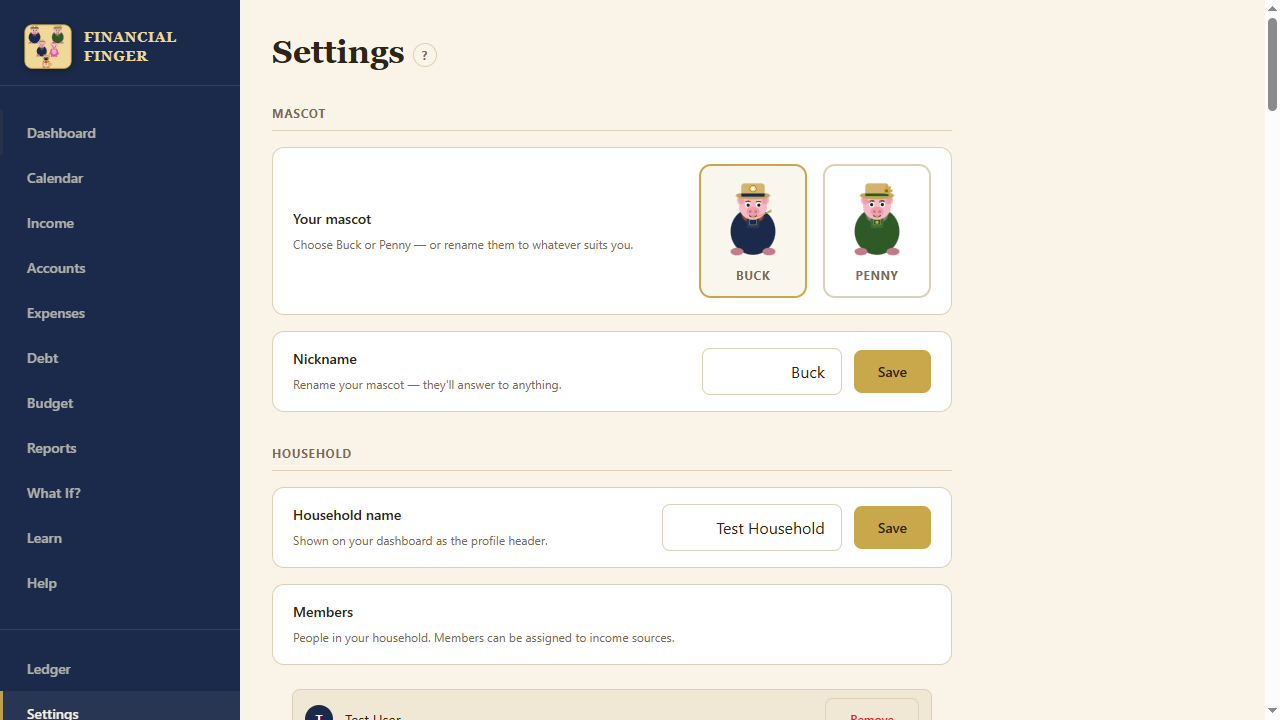 FINANCIAL
FINGER
Dashboard
Calendar
Income
Accounts
Expenses
Debt
Budget
Reports
What If?
Learn
Help
Ledger
Settings
Settings ?
MASCOT
Your mascot
Choose Buck or Penny — or rename them to whatever suits you.
BUCK
PENNY
Nickname
Rename your mascot — they'll answer to anything.
Buck
Save
HOUSEHOLD
Household name
Shown on your dashboard as the profile header.
Test Household
Save
Members
People in your household. Members can be assigned to income sources.
T
Test User
Remove